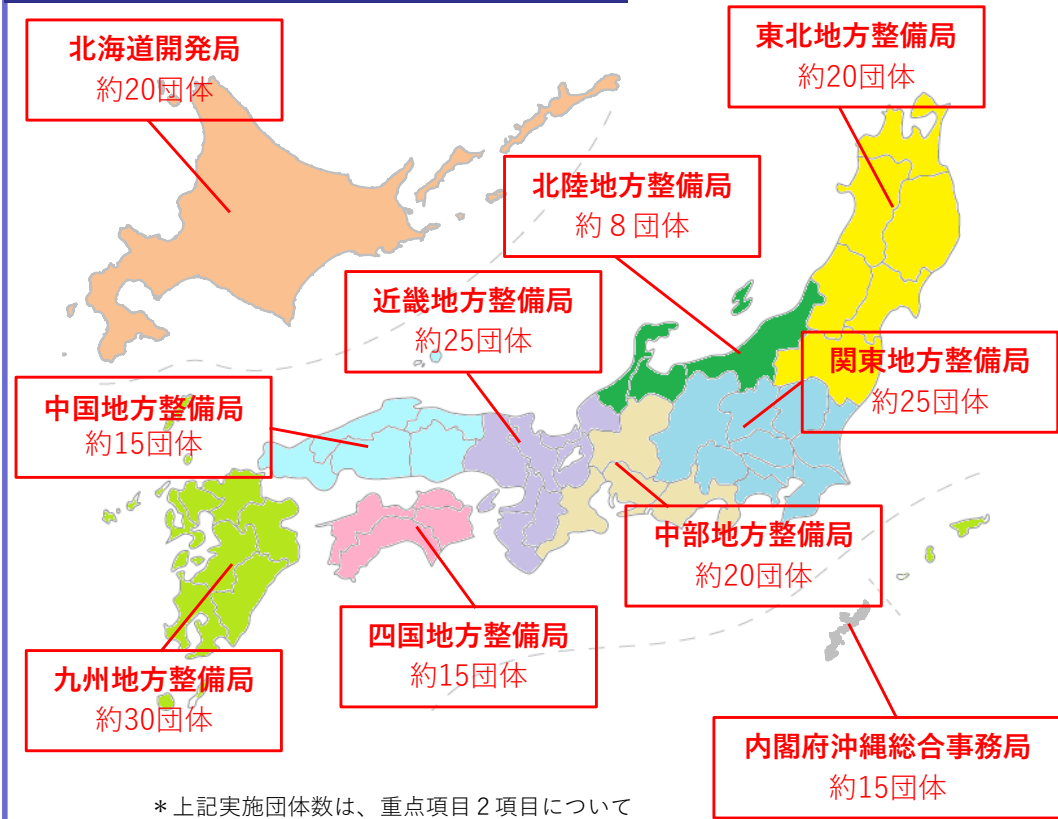 北海道開発局
約20団体
東北地方整備局
約20団体
北陸地方整備局
約８団体
近畿地方整備局
約25団体
関東地方整備局
約25団体
中国地方整備局
約15団体
中部地方整備局
約20団体
四国地方整備局
約15団体
九州地方整備局
約30団体
内閣府沖縄総合事務局
約15団体
＊上記実施団体数は、重点項目２項目について